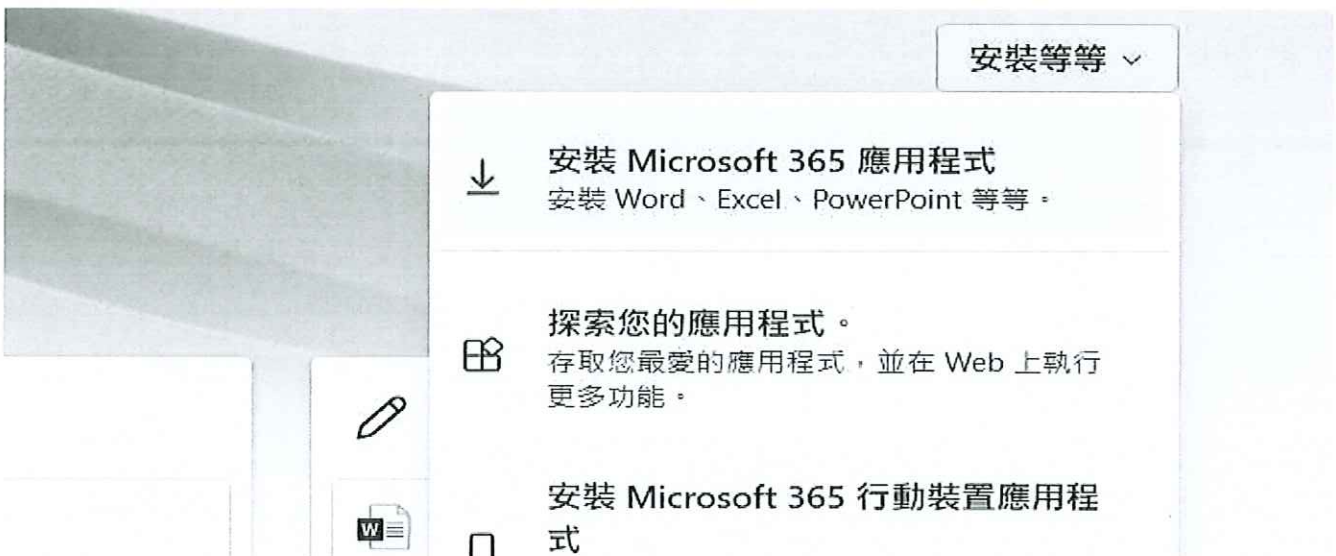 安裝等等
安裝 Microsoft 365 應用程式
安裝 Word、Excel、PowerPoint 等等。
探索您的應用程式。
存取您最愛的應用程式，並在 Web 上執行
更多功能。
安裝 Microsoft 365 行動裝置應用程
式
W